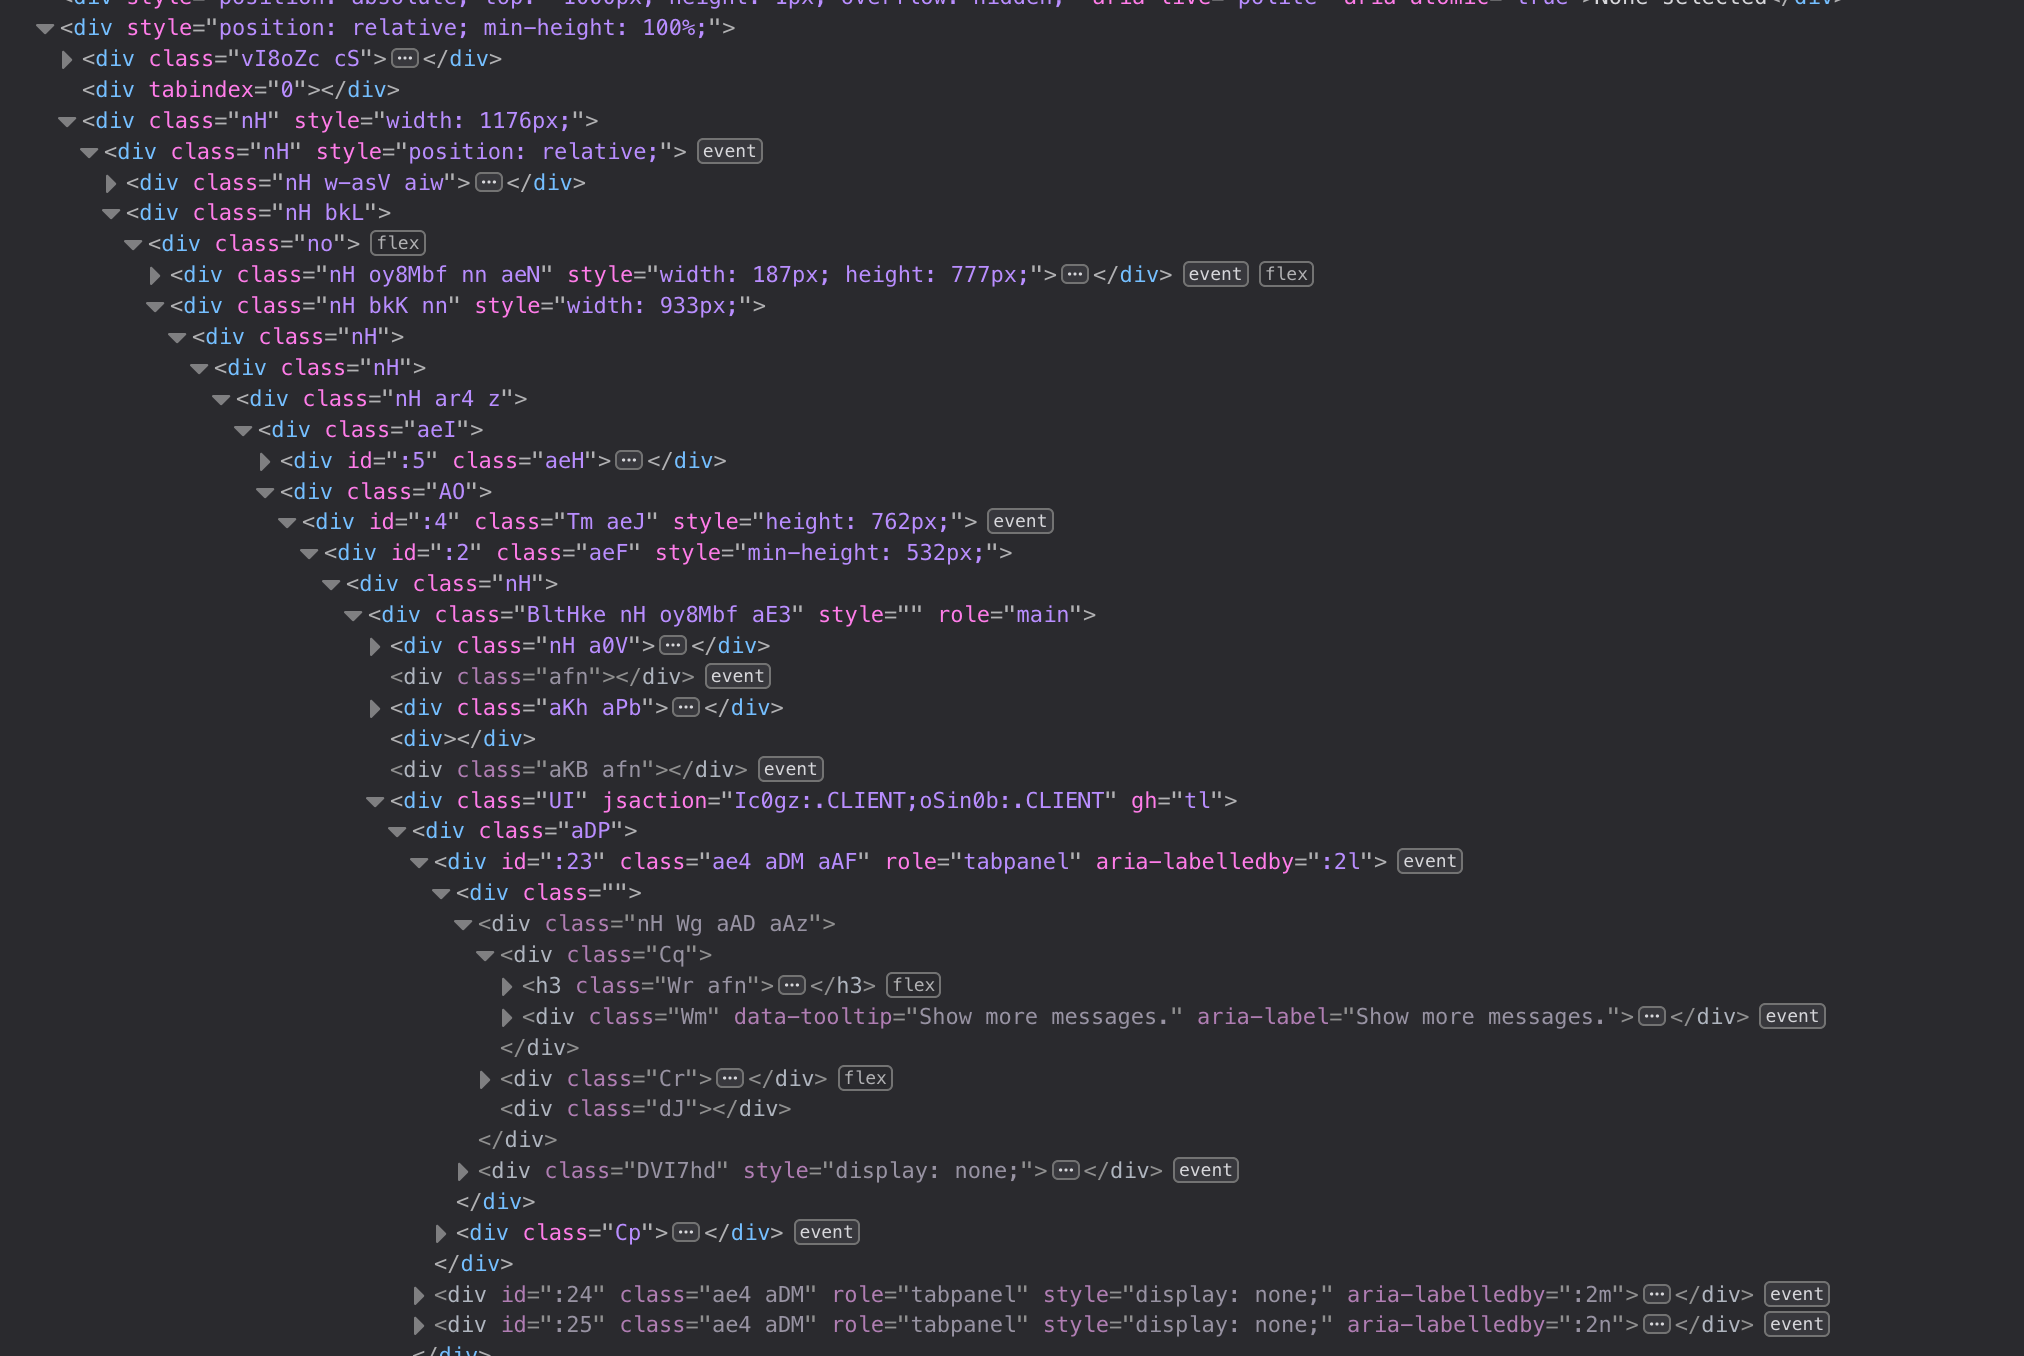 <div style="position: absolute; top: -1000px; height: 1px; overflow: hidden;" aria-live="polite" aria-atomic="true">None selected</div>
<div style="position: relative; min-height: 100%;">
<div class="vI8oZc cS">···</div>
<div tabindex="0"></div>
<div class="nH" style="width: 1176px;">
<div class="nH" style="position: relative;"> event
<div class="nH w-asV aiw">···</div>
<div class="nH bkL">
<div class="no"> flex
<div class="nH oy8Mbf nn aeN" style="width: 187px; height: 777px;">···</div> event flex
<div class="nH bkK nn" style="width: 933px;">
<div class="nH">
<div class="nH">
<div class="nH ar4 z">
<div class="aeI">
<div id=":5" class="aeH">···</div>
<div class="AO">
<div id=":4" class="Tm aeJ" style="height: 762px;"> event
<div id=":2" class="aeF" style="min-height: 532px;">
<div class="nH">
<div class="BltHke nH oy8Mbf aE3" style="" role="main">
<div class="nH a0V">···</div>
<div class="afn"></div> event
<div class="aKh aPb">···</div>
<div></div>
<div class="aKB afn"></div> event
<div class="UI" jsaction="Ic0gz:.CLIENT;oSin0b:.CLIENT" gh="tl">
<div class="aDP">
<div id=":23" class="ae4 aDM aAF" role="tabpanel" aria-labelledby=":2l"> event
<div class="">
<div class="nH Wg aAD aAz">
<div class="Cq">
<h3 class="Wr afn">···</h3> flex
<div class="Wm" data-tooltip="Show more messages." aria-label="Show more messages.">···</div> event
</div>
<div class="Cr">···</div> flex
<div class="dJ"></div>
</div>
<div class="DVI7hd" style="display: none;">···</div> event
</div>
<div class="Cp">···</div> event
</div>
<div id=":24" class="ae4 aDM" role="tabpanel" style="display: none;" aria-labelledby=":2m">···</div> event
<div id=":25" class="ae4 aDM" role="tabpanel" style="display: none;" aria-labelledby=":2n">···</div> event
</div>